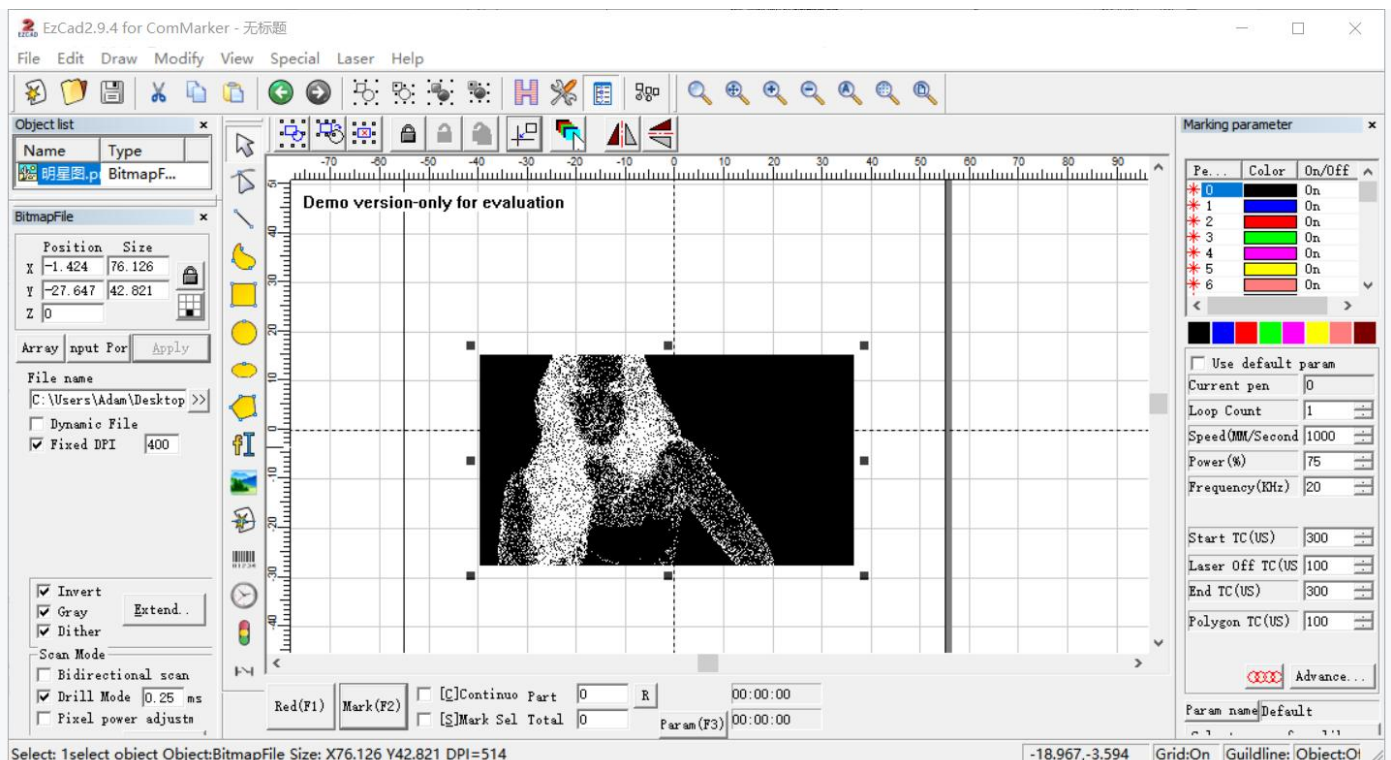 EzCad2.9.4 for ComMarker - 无标题
File Edit Draw Modify View Special Laser Help
Object list
Name Type
明星图.p BitmapF...
BitmapFile
Position Size
X -1.424 76.126
Y -27.647 42.821
Z 0
Array nput Por Apply
File name
C:\Users\Adam\Desktop >>
Dynamic File
Fixed DPI 400
Invert
Gray Extend..
Dither
Scan Mode
Bidirectional scan
Drill Mode 0.25 ms
Pixel power adjustm
-70 -60 -50 -40 -30 -20 -10 0 10 20 30 40 50 60 70 80 90
Demo version-only for evaluation
Red(F1) Mark(F2) [C]Continuo Part 0 R 00:00:00
[S]Mark Sel Total 0 Param(F3) 00:00:00
Marking parameter
Pe... Color On/Off
0 On
1 On
2 On
3 On
4 On
5 On
6 On
Use default param
Current pen 0
Loop Count 1
Speed(MM/Second 1000
Power(%) 75
Frequency(KHz) 20
Start TC(US) 300
Laser Off TC(US 100
End TC(US) 300
Polygon TC(US) 100
Advance...
Param name Default
Select: 1select object Object:BitmapFile Size: X76.126 Y42.821 DPI=514 -18.967,-3.594 Grid:On Guildline: Object:Of